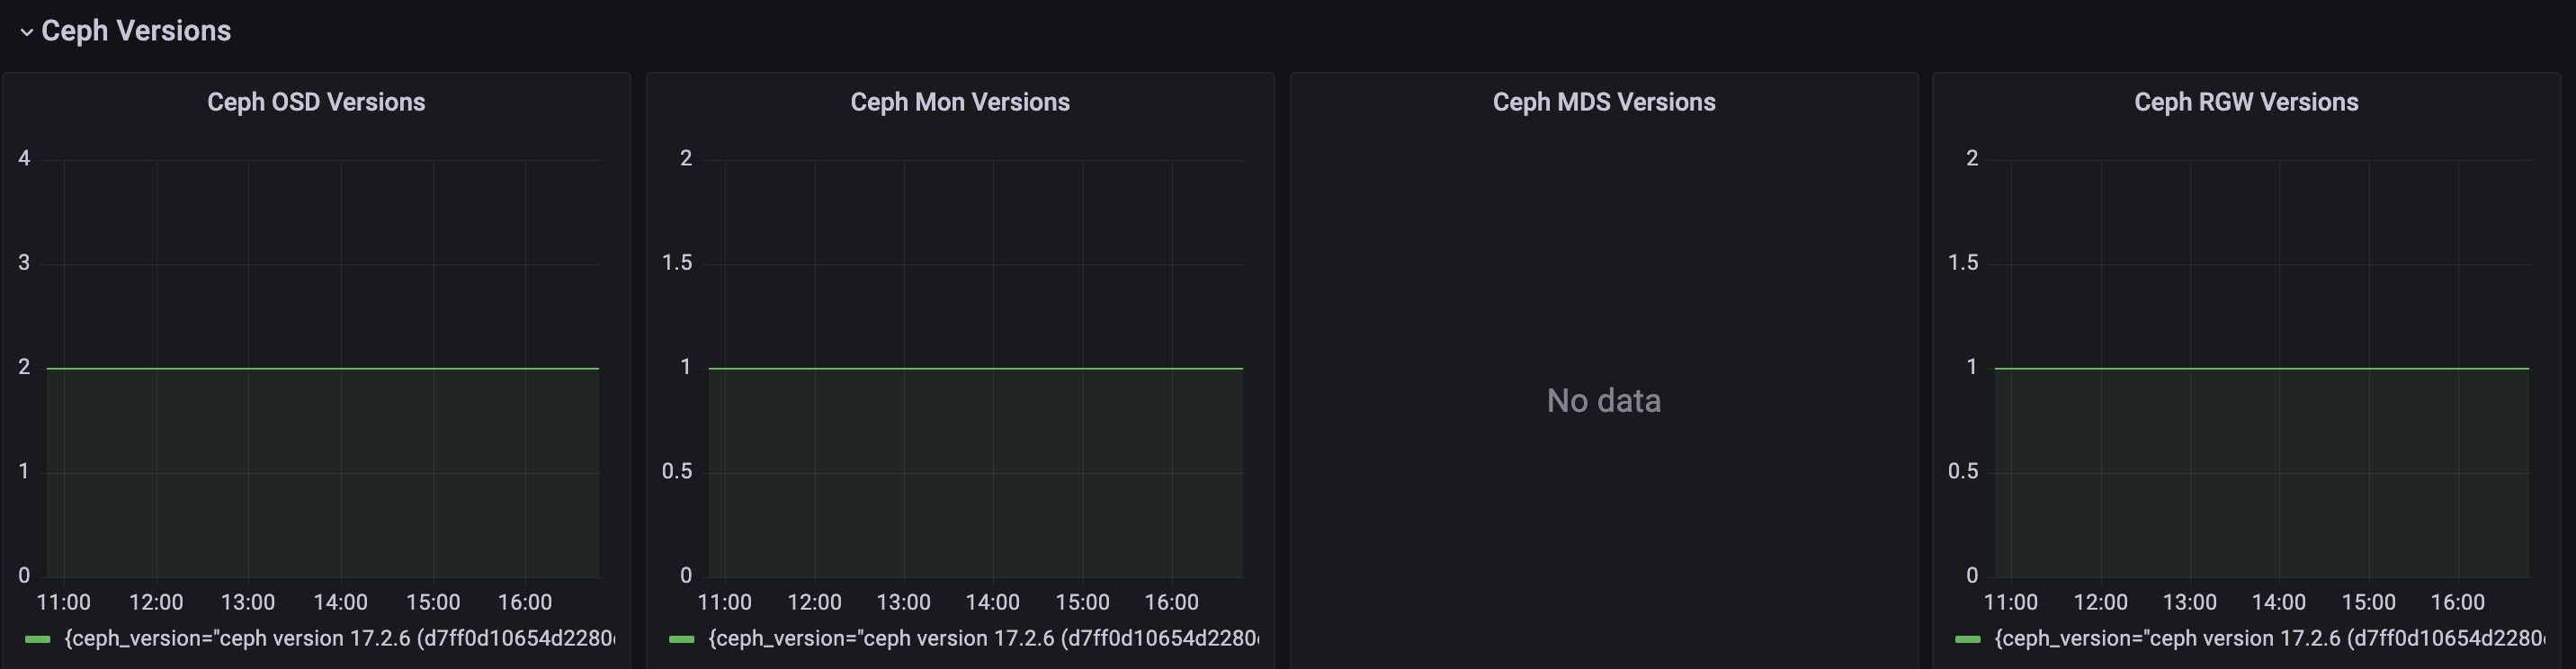 Ceph Versions
Ceph OSD Versions
4
3
2
1
0
11:00 12:00 13:00 14:00 15:00 16:00
{ceph_version="ceph version 17.2.6 (d7ff0d10654d2280
Ceph Mon Versions
2
1.5
1
0.5
0
11:00 12:00 13:00 14:00 15:00 16:00
{ceph_version="ceph version 17.2.6 (d7ff0d10654d2280
Ceph MDS Versions
No data
Ceph RGW Versions
2
1.5
1
0.5
0
11:00 12:00 13:00 14:00 15:00 16:00
{ceph_version="ceph version 17.2.6 (d7ff0d10654d2280